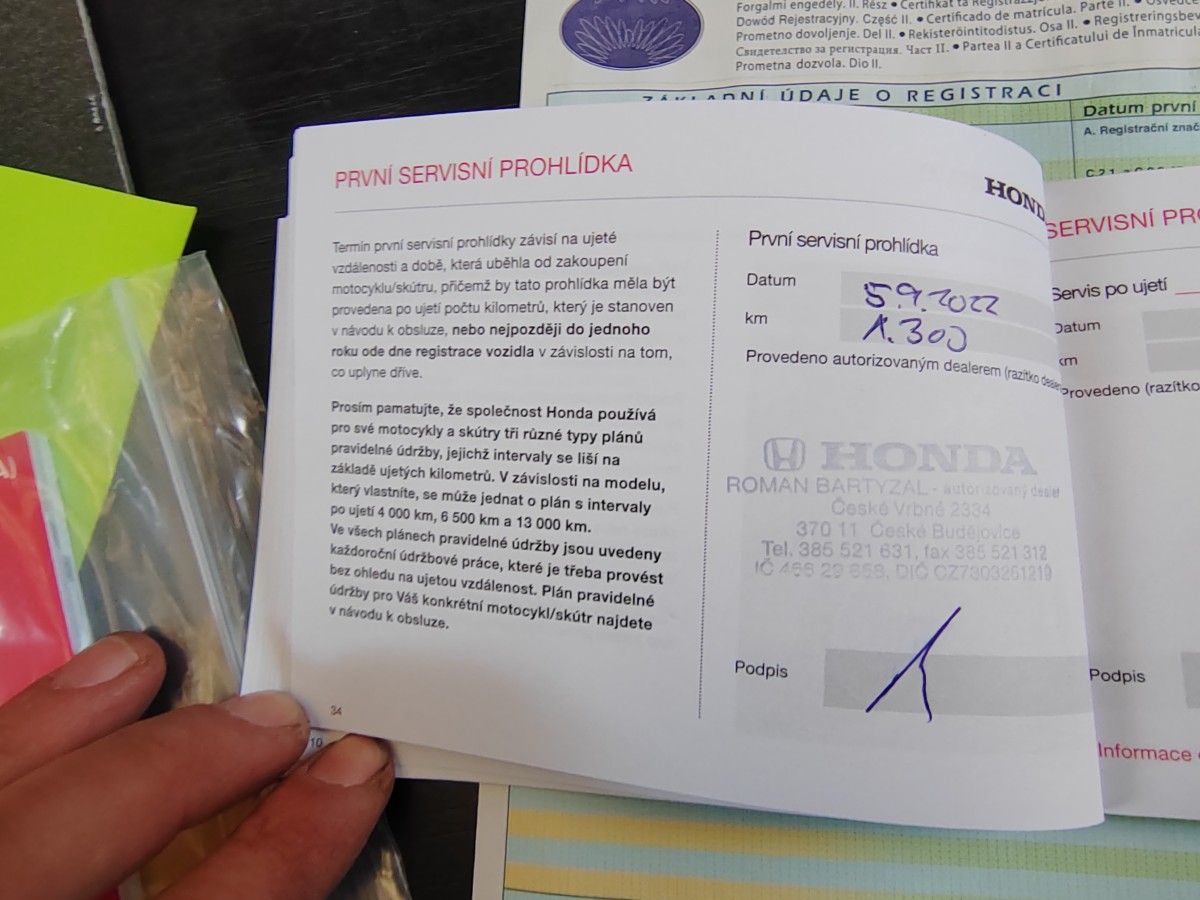 Forgalmi engedély. II. Rész • Certifikat ta
Dowód Rejestracyjny. Część II. • Certificado de matrícula. Parte II. •
Prometno dovoljenje. Del II. • Rekisteröintitodistus. Osa II. •
Свидетелство за регистрация. Част II. • Partea II a Certificatului de
Prometna dozvola. Dio II.
ZÁKLADNÍ ÚDAJE O REGISTRACI
Datum první
A. Registrační znač
PRVNÍ SERVISNÍ PROHLÍDKA
HOND
Termín první servisní prohlídky závisí na ujeté
vzdálenosti a době, která uběhla od zakoupení
motocyklu/skútru, přičemž by tato prohlídka měla být
provedena po ujetí počtu kilometrů, který je stanoven
v návodu k obsluze, nebo nejpozději do jednoho
roku ode dne registrace vozidla v závislosti na tom,
co uplyne dříve.
Prosím pamatujte, že společnost Honda používá
pro své motocykly a skútry tři různé typy plánů
pravidelné údržby, jejichž intervaly se liší na
základě ujetých kilometrů. V závislosti na modelu,
který vlastníte, se může jednat o plán s intervaly
po ujetí 4 000 km, 6 500 km a 13 000 km.
Ve všech plánech pravidelné údržby jsou uvedeny
každoroční údržbové práce, které je třeba provést
bez ohledu na ujetou vzdálenost. Plán pravidelné
údržby pro Váš konkrétní motocykl/skútr najdete
v návodu k obsluze.
34
10
První servisní prohlídka
Datum 5.9.2022
km 1.300
Provedeno autorizovaným dealerem (razítko
HONDA
ROMAN BARTYZAL - autorizovaný dealer
České Vrbné 2334
370 11 České Budějovice
Tel. 385 521 631, fax 385 521 312
IČ 466 29 858, DIČ CZ7303261219
Podpis
SERVISNÍ PR
Servis po ujetí
Datum
km
Provedeno (razítko
Podpis
Informace